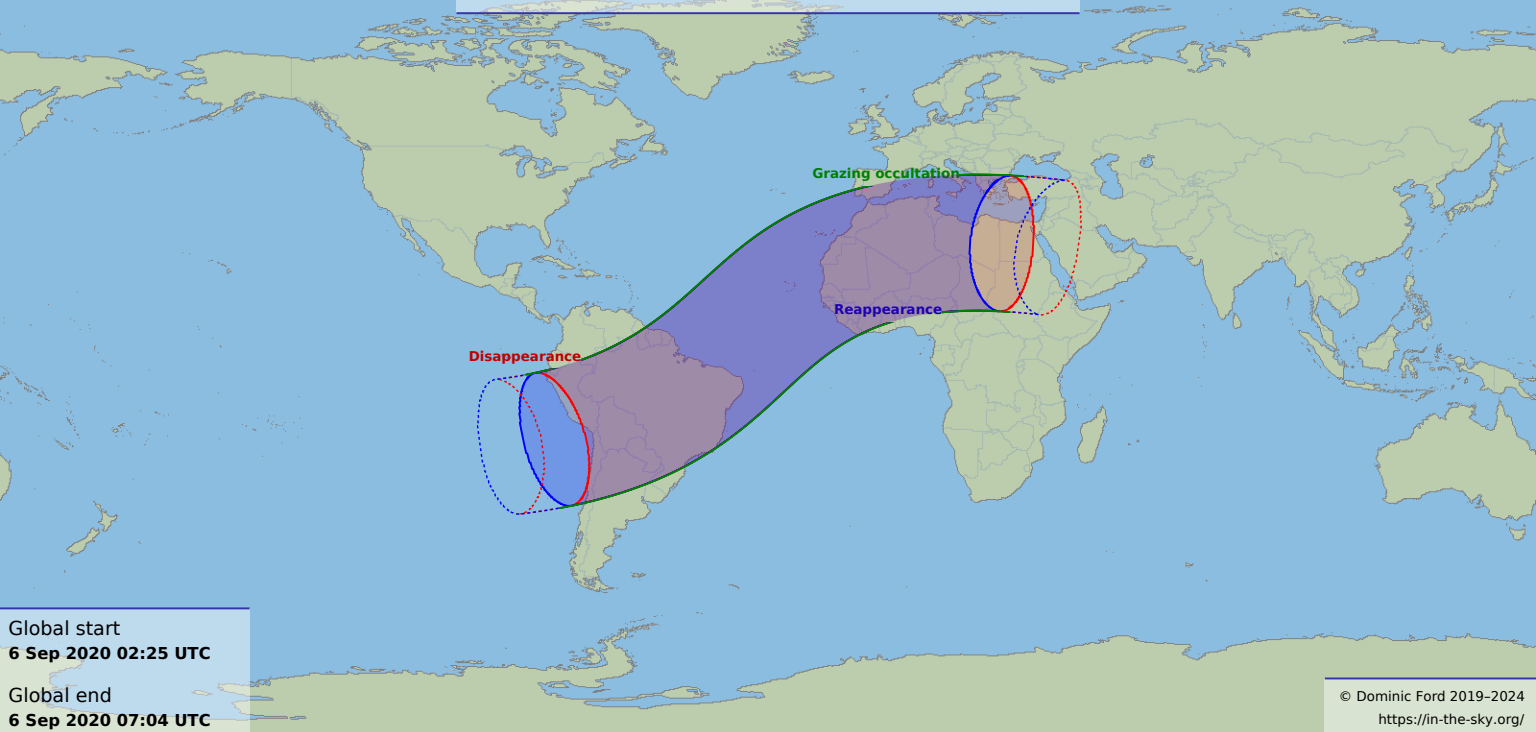 Grazing occultation
Reappearance
Disappearance
Global start
6 Sep 2020 02:25 UTC
Global end
6 Sep 2020 07:04 UTC
© Dominic Ford 2019–2024
https://in-the-sky.org/